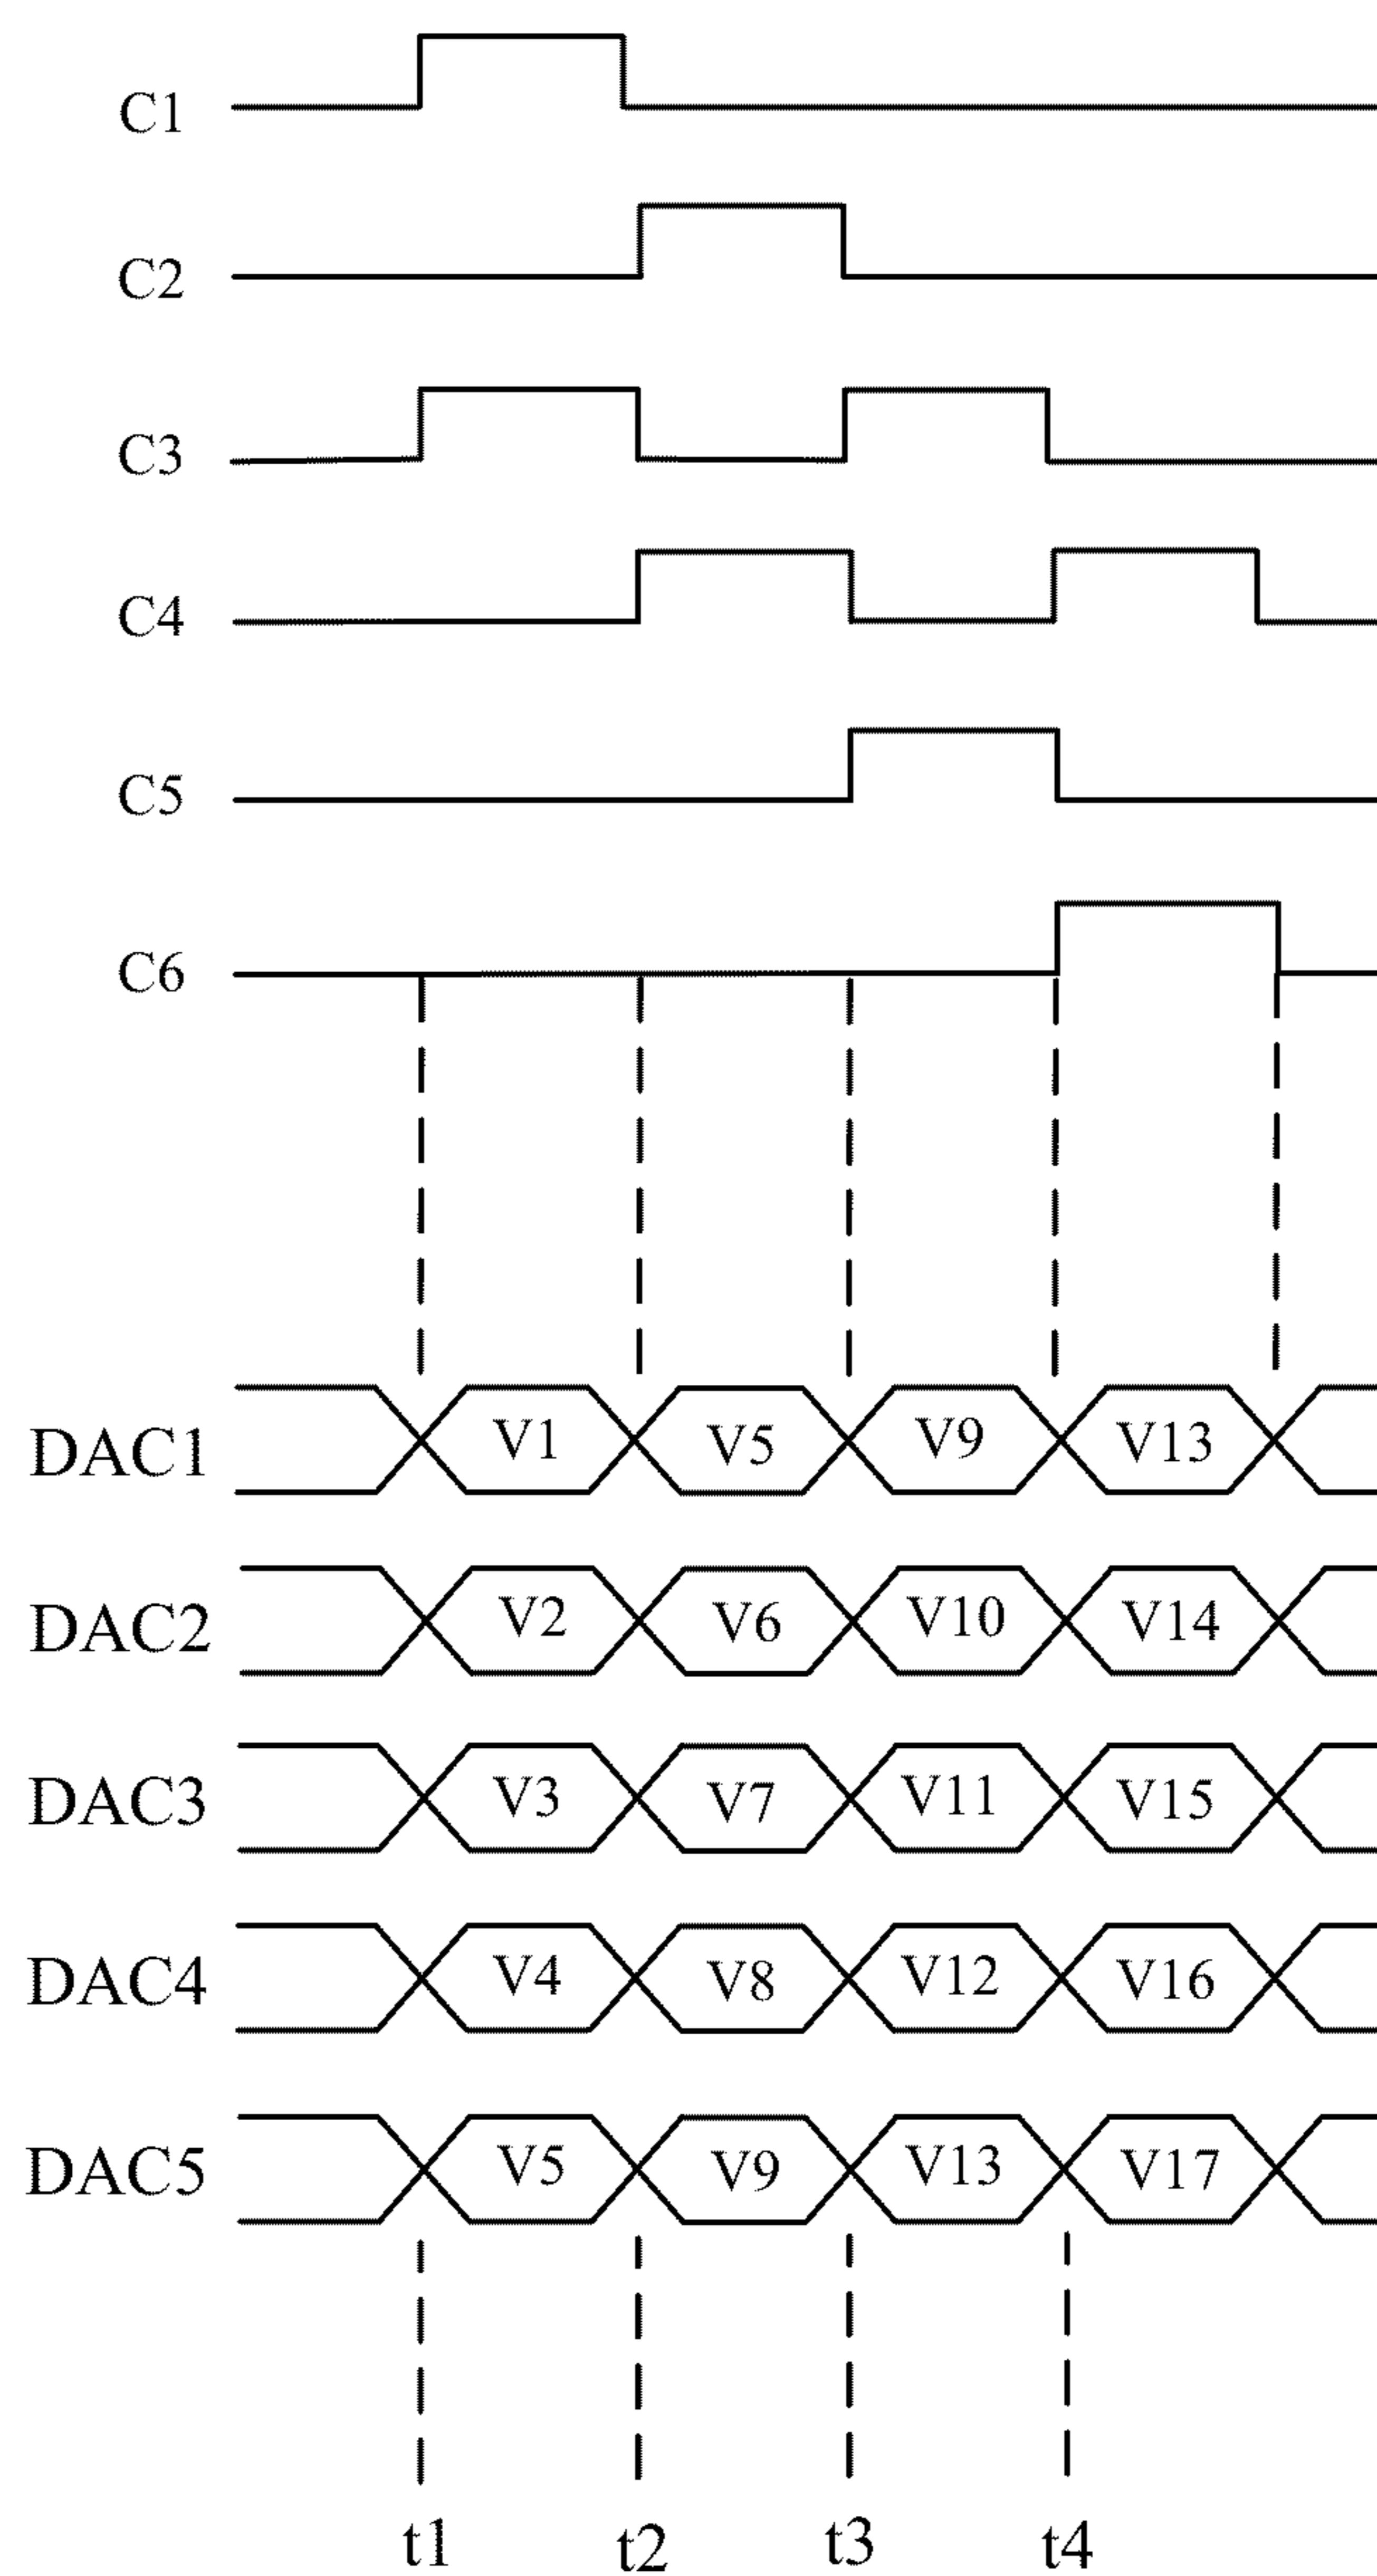 C1
C2
C3
C4
C5
C6
DAC1 V1 V5 V9 V13
DAC2 V2 V6 V10 V14
DAC3 V3 V7 V11 V15
DAC4 V4 V8 V12 V16
DAC5 V5 V9 V13 V17
t1 t2 t3 t4